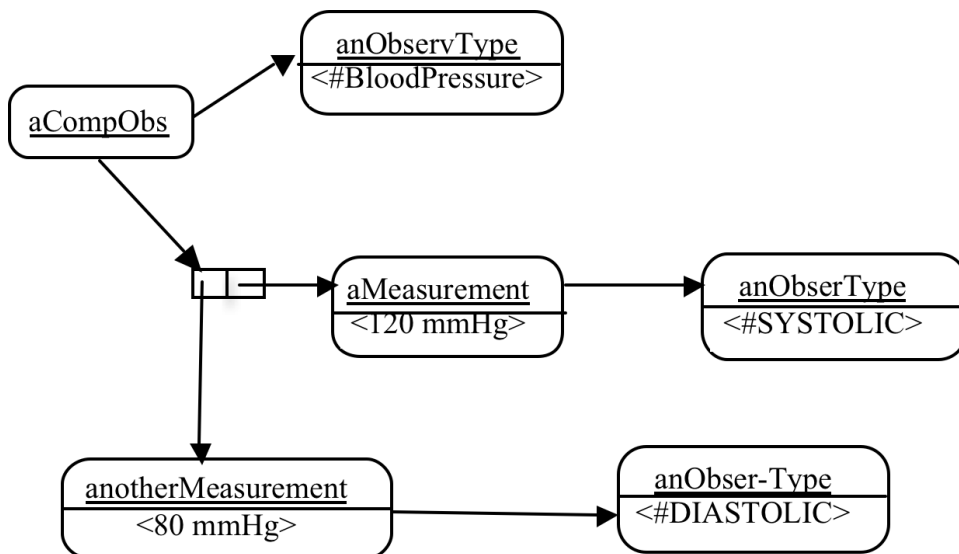 anObservType
<#BloodPressure>
aCompObs
aMeasurement
<120 mmHg>
anObserType
<#SYSTOLIC>
anotherMeasurement
<80 mmHg>
anObser-Type
<#DIASTOLIC>